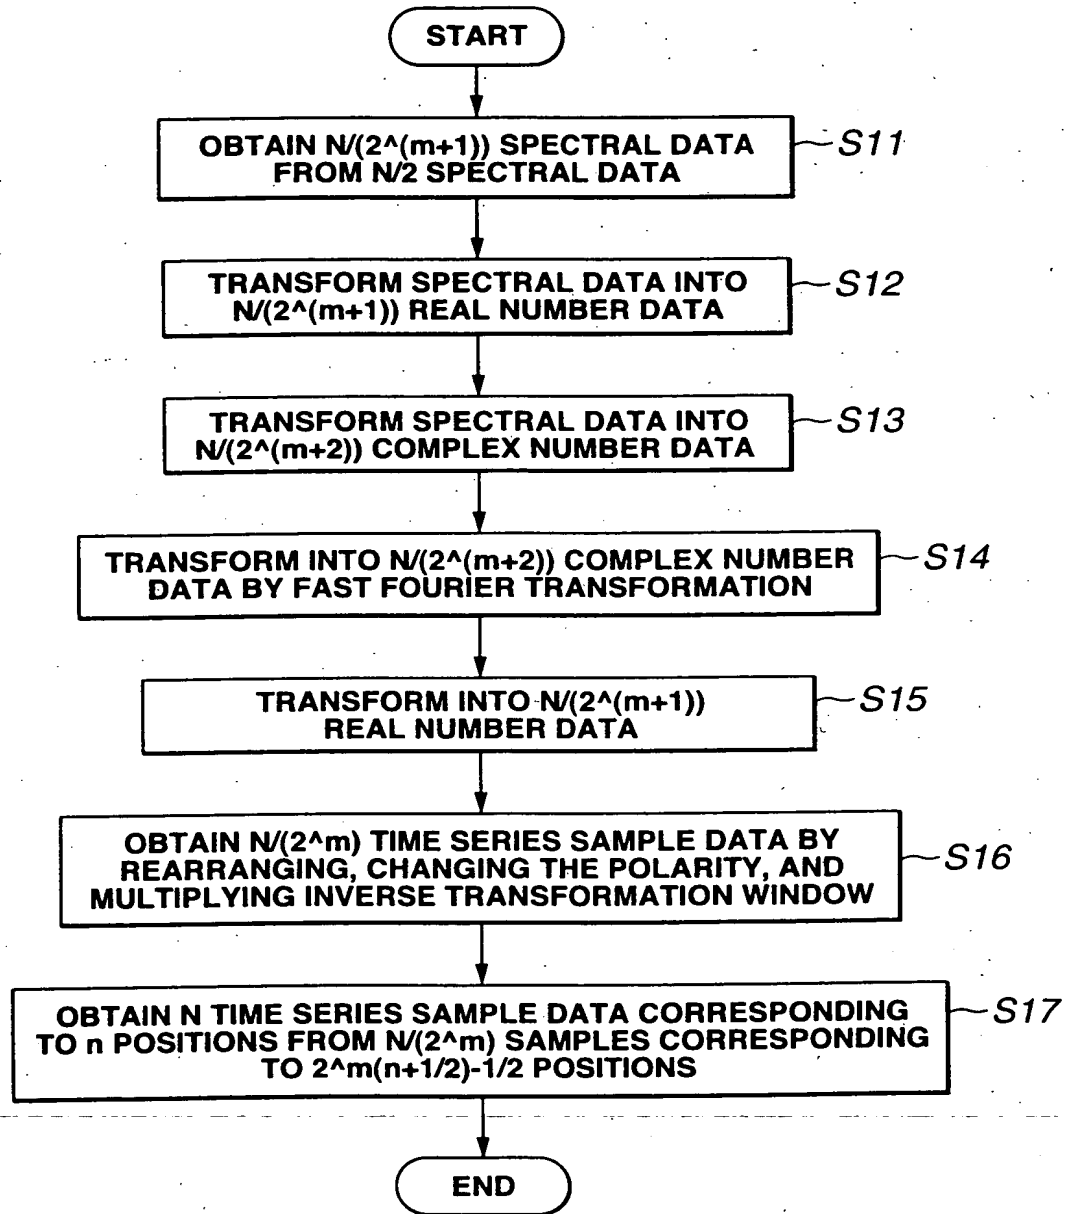 START
OBTAIN N/(2^(m+1)) SPECTRAL DATA
FROM N/2 SPECTRAL DATA
S11
TRANSFORM SPECTRAL DATA INTO
N/(2^(m+1)) REAL NUMBER DATA
S12
TRANSFORM SPECTRAL DATA INTO
N/(2^(m+2)) COMPLEX NUMBER DATA
S13
TRANSFORM INTO N/(2^(m+2)) COMPLEX NUMBER
DATA BY FAST FOURIER TRANSFORMATION
S14
TRANSFORM INTO N/(2^(m+1))
REAL NUMBER DATA
S15
OBTAIN N/(2^m) TIME SERIES SAMPLE DATA BY
REARRANGING, CHANGING THE POLARITY, AND
MULTIPLYING INVERSE TRANSFORMATION WINDOW
S16
OBTAIN N TIME SERIES SAMPLE DATA CORRESPONDING
TO n POSITIONS FROM N/(2^m) SAMPLES CORRESPONDING
TO 2^m(n+1/2)-1/2 POSITIONS
S17
END